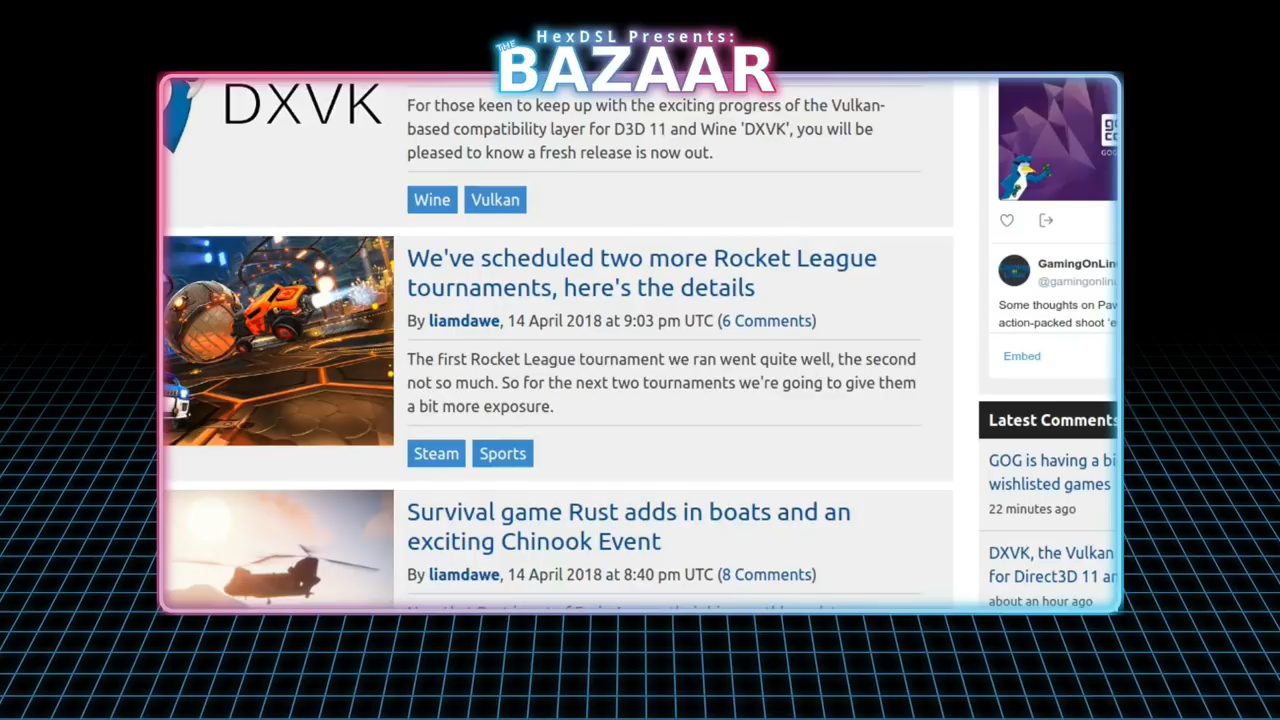 HexDSL Presents:
THE
BAZAAR
DXVK
For those keen to keep up with the exciting progress of the Vulkan-
based compatibility layer for D3D 11 and Wine 'DXVK', you will be
pleased to know a fresh release is now out.
Wine Vulkan
We've scheduled two more Rocket League
tournaments, here's the details
By liamdawe, 14 April 2018 at 9:03 pm UTC (6 Comments)
The first Rocket League tournament we ran went quite well, the second
not so much. So for the next two tournaments we're going to give them
a bit more exposure.
Steam Sports
Survival game Rust adds in boats and an
exciting Chinook Event
By liamdawe, 14 April 2018 at 8:40 pm UTC (8 Comments)
GamingOnLin
@gamingonlinu
Some thoughts on Pav
action-packed shoot 'e
Embed
Latest Comments
GOG is having a bi
wishlisted games
22 minutes ago
DXVK, the Vulkan
for Direct3D 11 an
about an hour ago